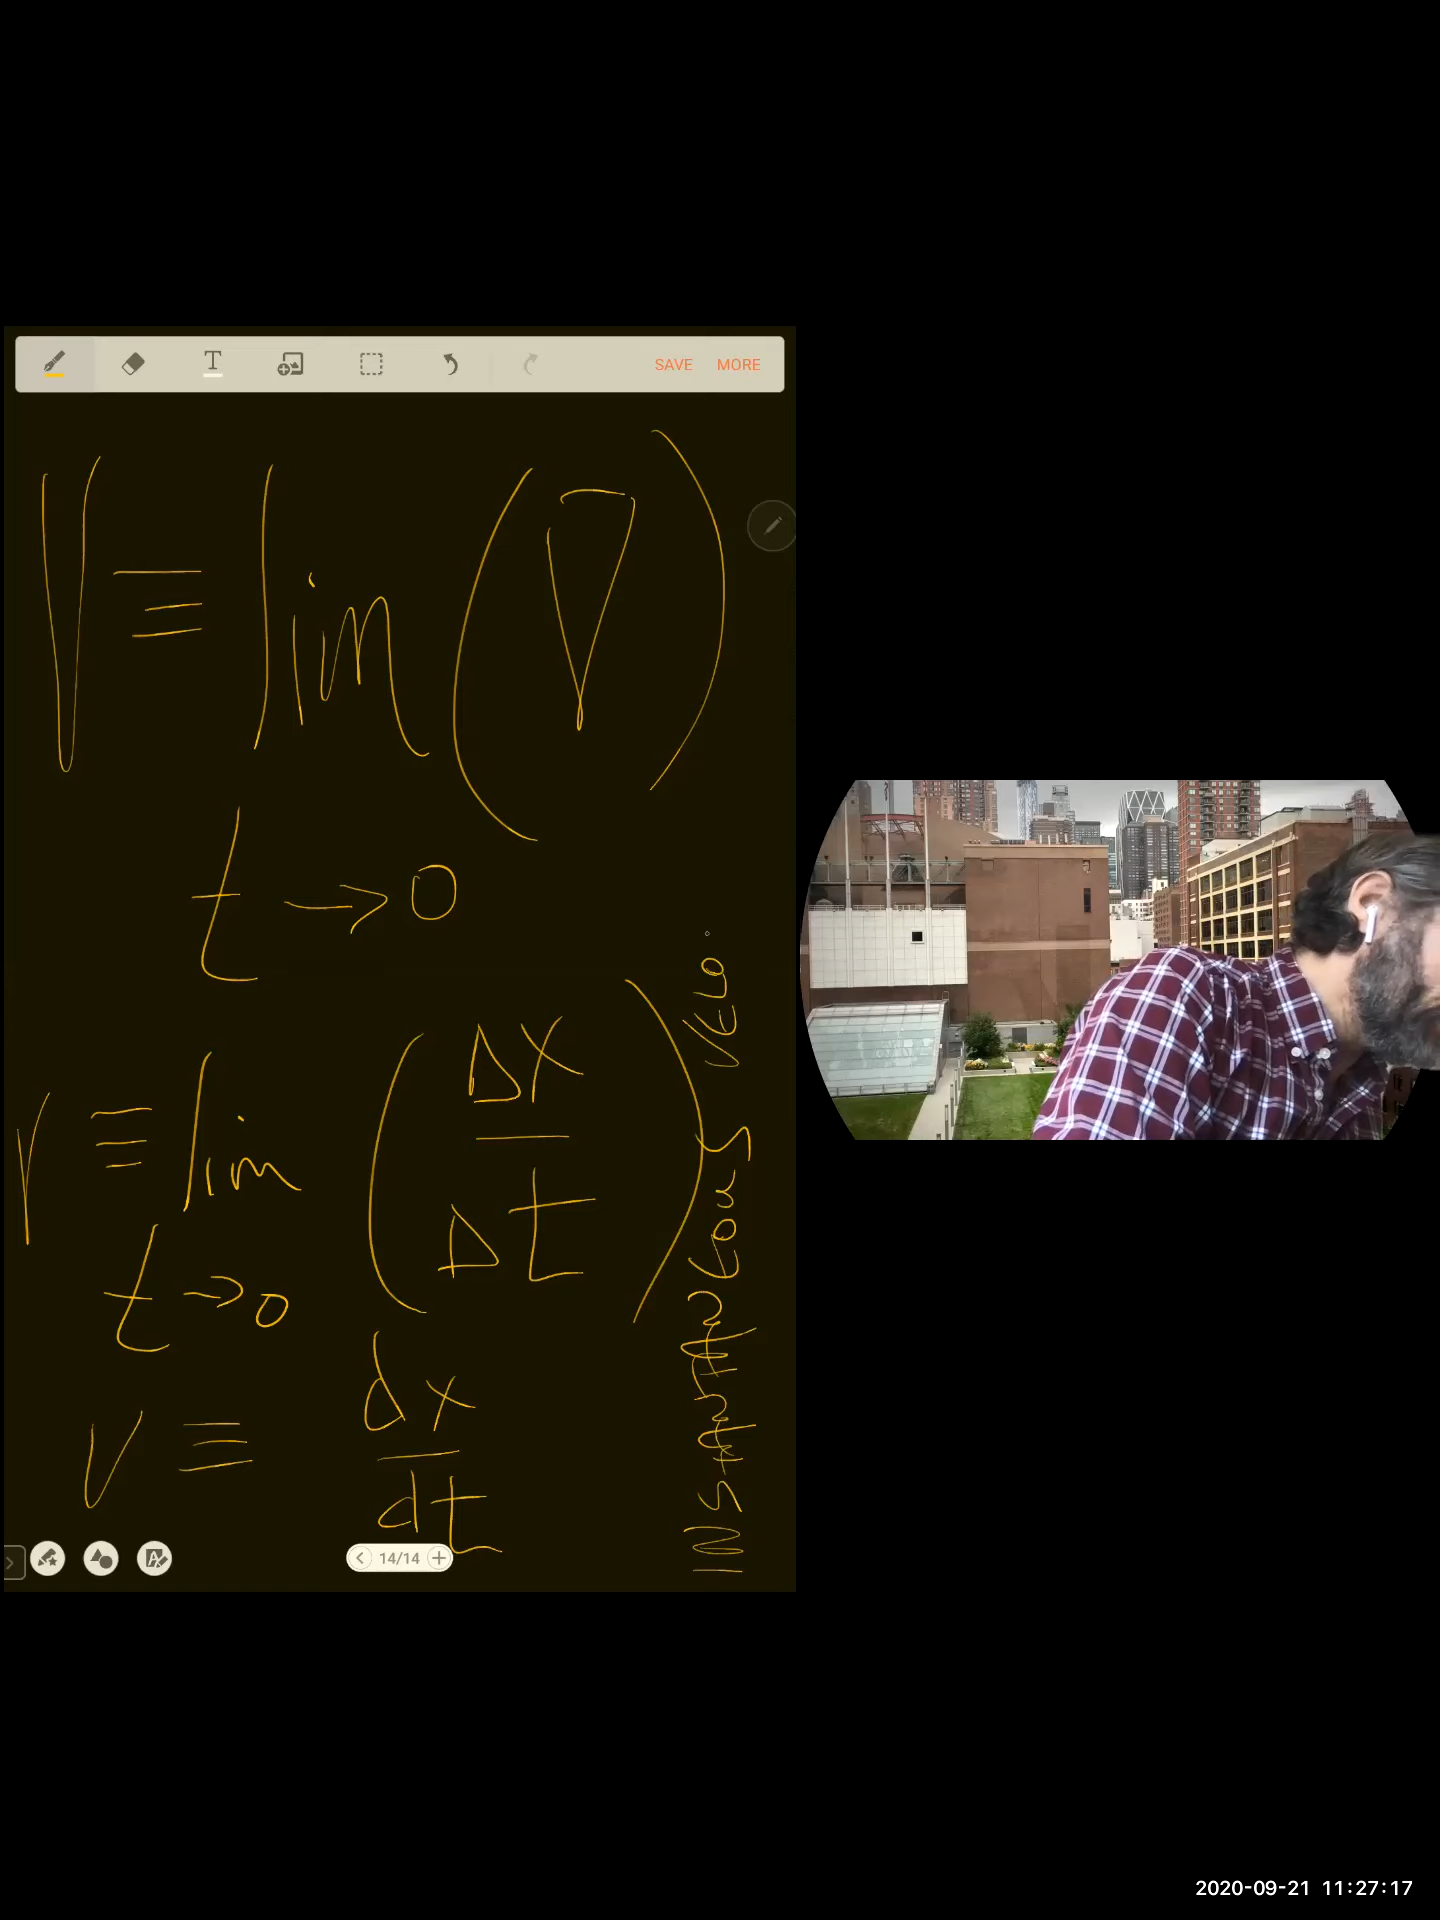 T
SAVE MORE
V ≡ lim ( V̅ )
t → 0
v ≡ lim ( Δx / Δt )
t → 0
v ≡ dx / dt
INSTANTANEOUS VELO.
14/14
2020-09-21 11:27:17